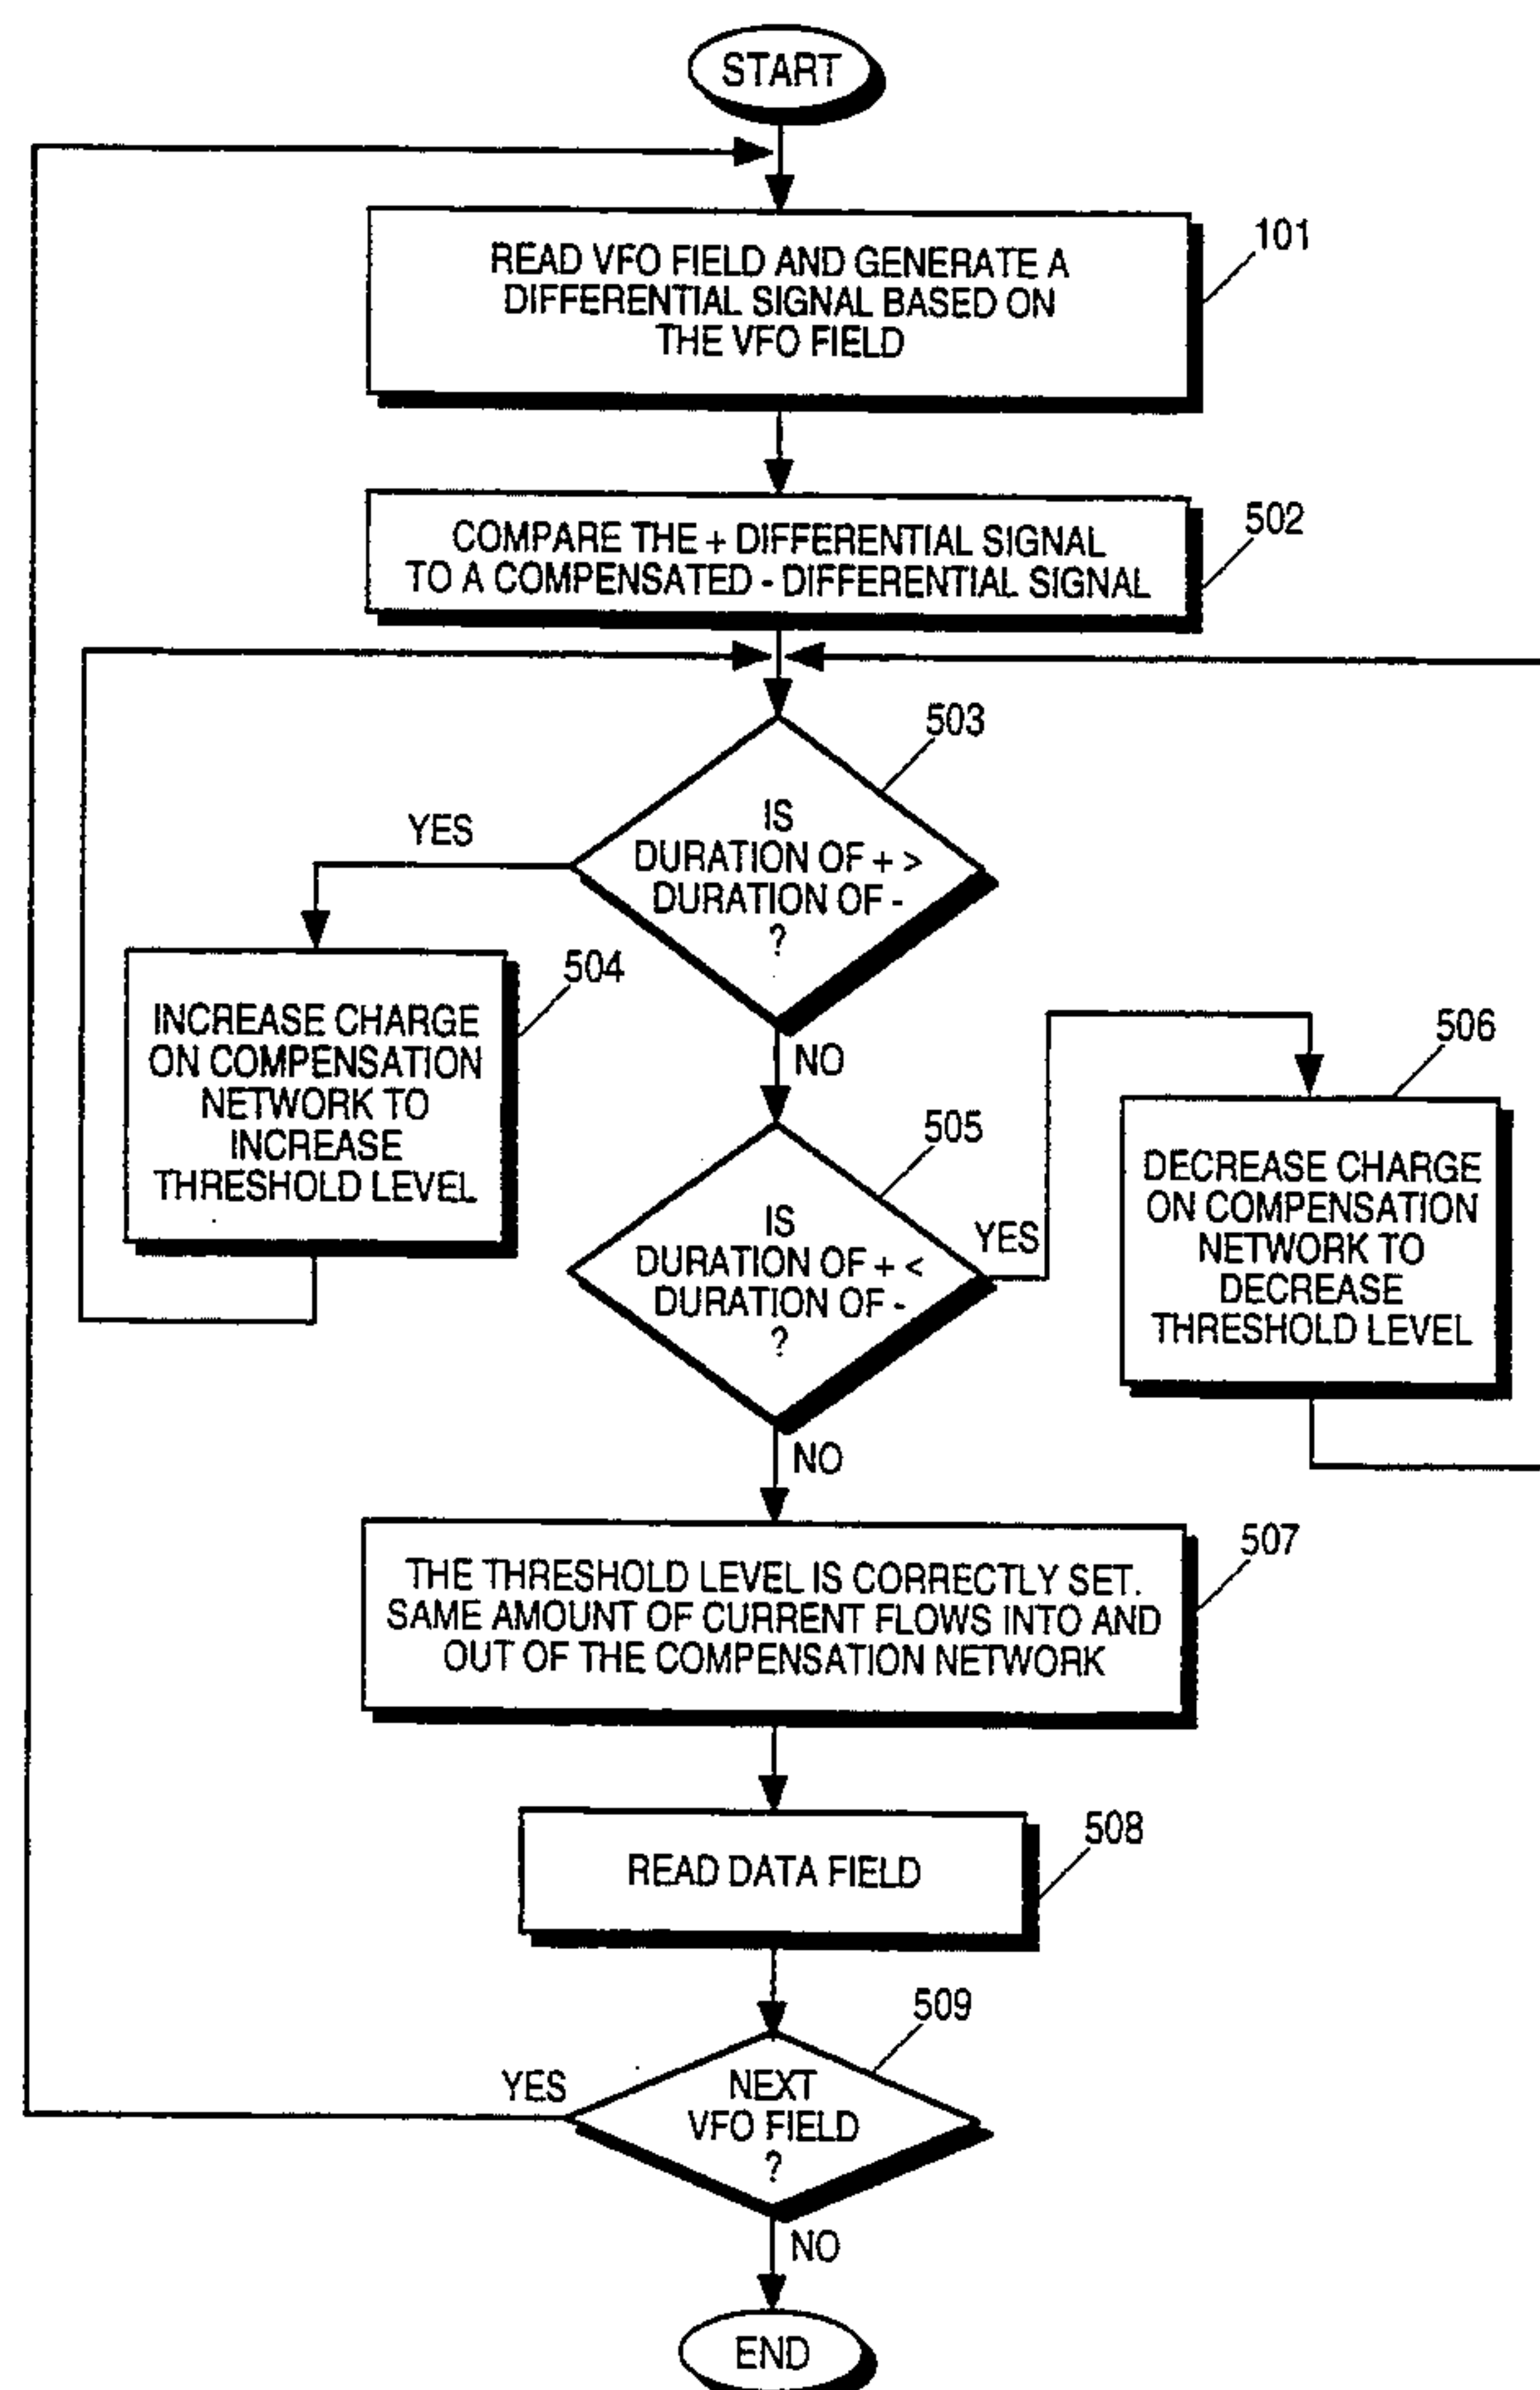 START
READ VFO FIELD AND GENERATE A
DIFFERENTIAL SIGNAL BASED ON
THE VFO FIELD
101
COMPARE THE + DIFFERENTIAL SIGNAL
TO A COMPENSATED - DIFFERENTIAL SIGNAL
502
503
IS
DURATION OF + >
DURATION OF -
?
YES
NO
504
INCREASE CHARGE
ON COMPENSATION
NETWORK TO
INCREASE
THRESHOLD LEVEL
505
IS
DURATION OF + <
DURATION OF -
?
YES
NO
506
DECREASE CHARGE
ON COMPENSATION
NETWORK TO
DECREASE
THRESHOLD LEVEL
507
THE THRESHOLD LEVEL IS CORRECTLY SET.
SAME AMOUNT OF CURRENT FLOWS INTO AND
OUT OF THE COMPENSATION NETWORK
508
READ DATA FIELD
509
NEXT
VFO FIELD
?
YES
NO
END